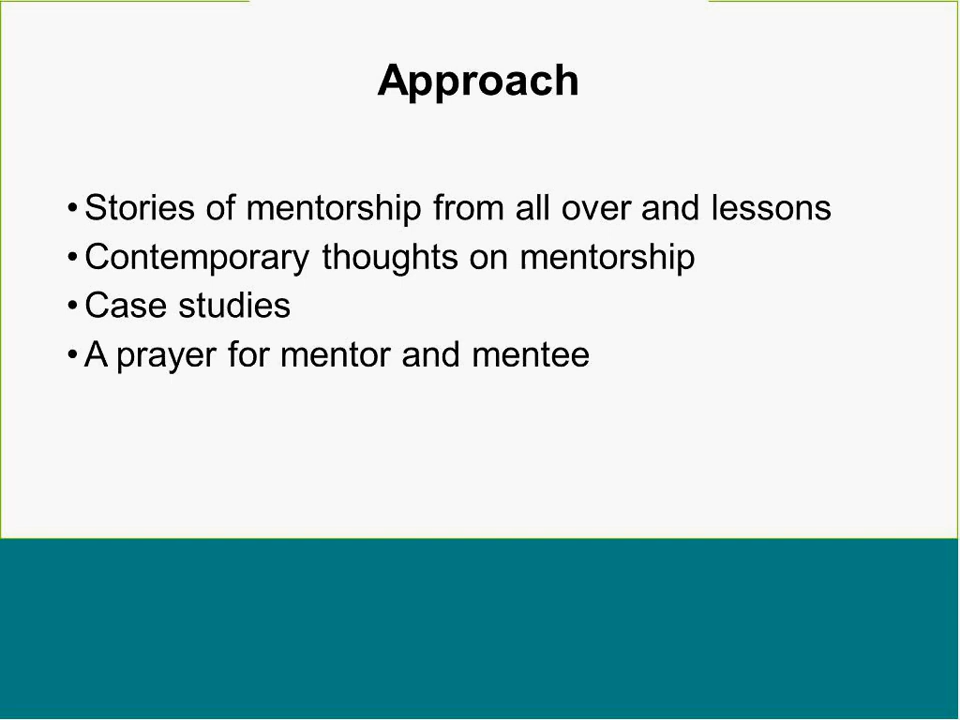 Approach
• Stories of mentorship from all over and lessons
• Contemporary thoughts on mentorship
• Case studies
• A prayer for mentor and mentee